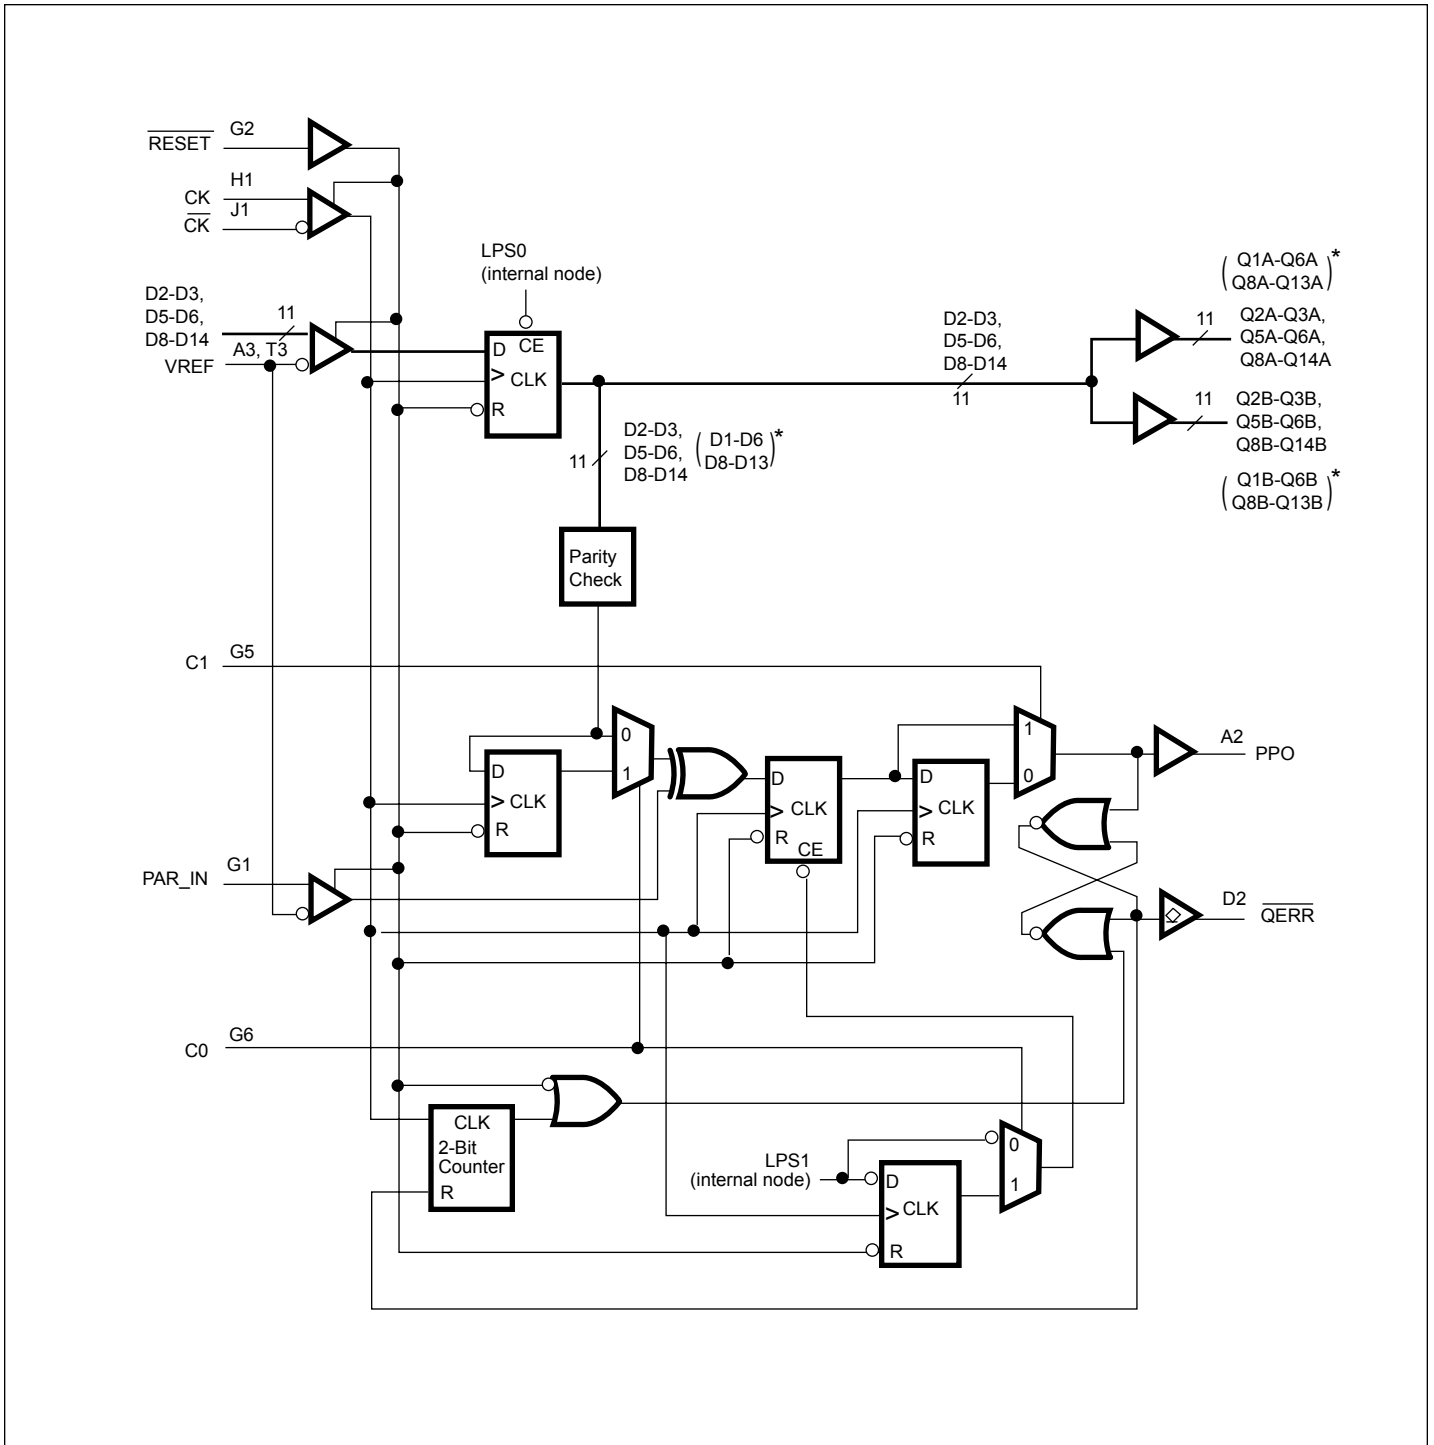 RESET G2
CK H1
CK J1
LPS0
(internal node)
D2-D3,
D5-D6,
D8-D14
11
A3, T3
VREF
D CE
> CLK
R
D2-D3,
D5-D6,
D8-D14
11
(Q1A-Q6A
Q8A-Q13A)*
11
Q2A-Q3A,
Q5A-Q6A,
Q8A-Q14A
11
Q2B-Q3B,
Q5B-Q6B,
Q8B-Q14B
(Q1B-Q6B
Q8B-Q13B)*
11
D2-D3,
D5-D6,
D8-D14
(D1-D6
D8-D13)*
Parity
Check
C1 G5
0
1
D
> CLK
R
D
> CLK
R
CE
D
> CLK
R
1
0
A2 PPO
PAR_IN G1
D2 QERR
C0 G6
CLK
2-Bit
Counter
R
LPS1
(internal node)
D
> CLK
R
0
1